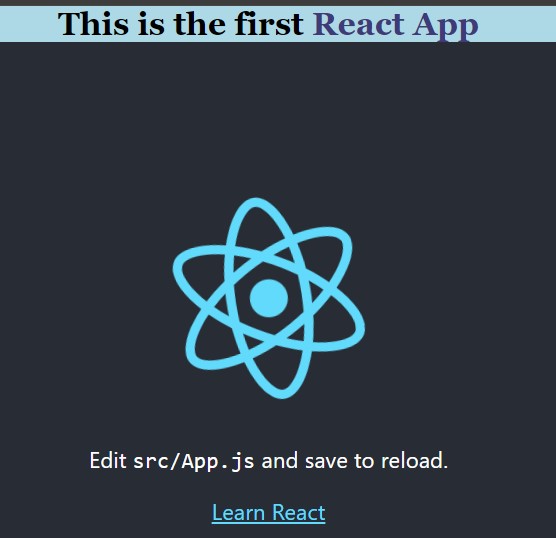 This is the first React App
Edit src/App.js and save to reload.
Learn React